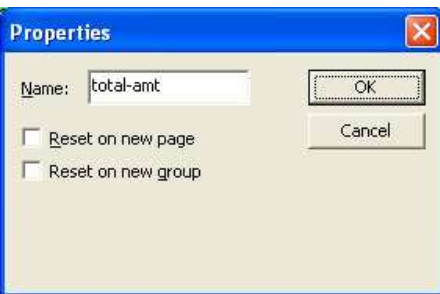 Properties
Name: total-amt
OK
Reset on new page
Cancel
Reset on new group